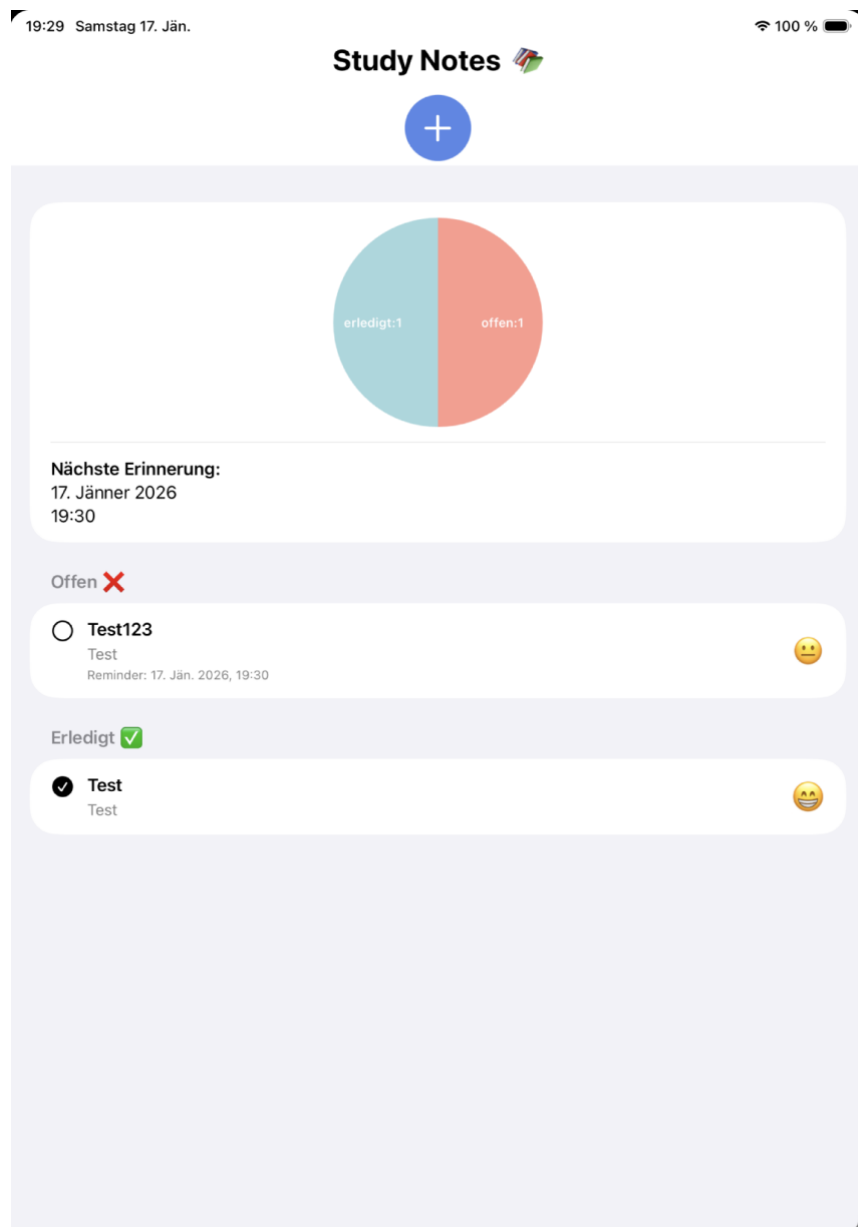 19:29 Samstag 17. Jän.
100 %
Study Notes 📚
+
erledigt:1
offen:1
Nächste Erinnerung:
17. Jänner 2026
19:30
Offen ❌
Test123
Test
Reminder: 17. Jän. 2026, 19:30
Erledigt ✅
Test
Test